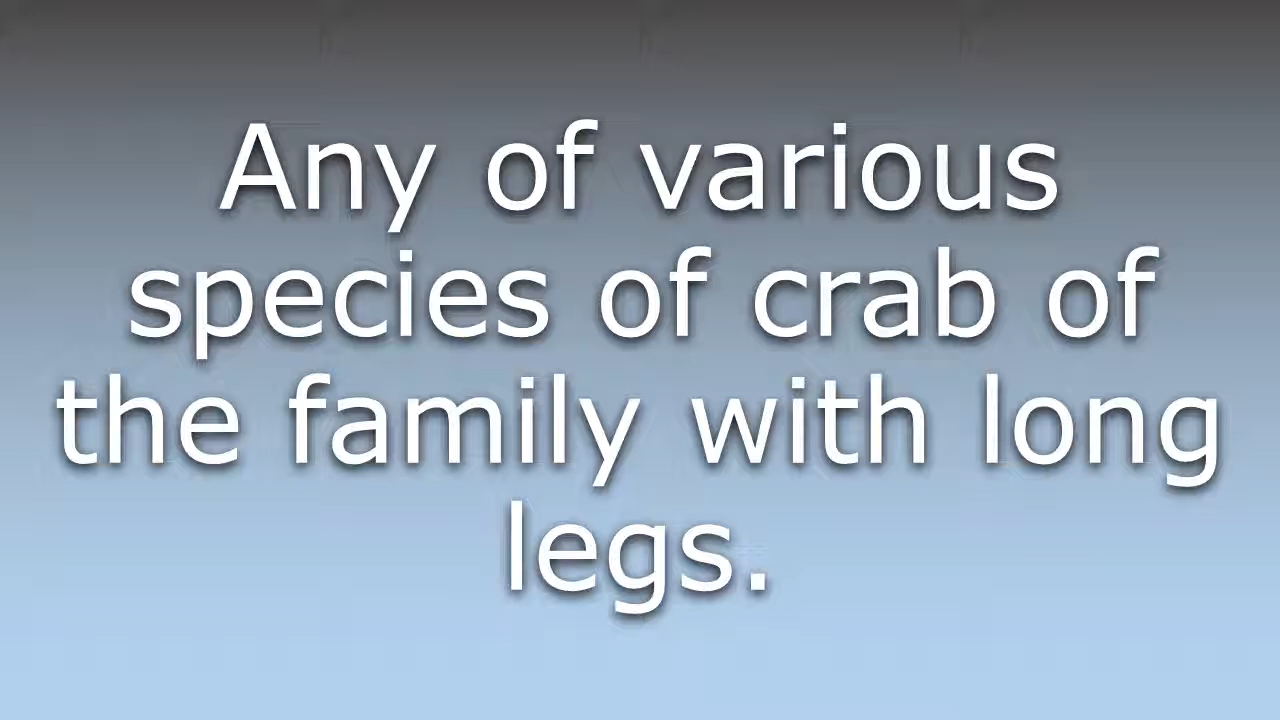 Any of various
species of crab of
the family with long
legs.